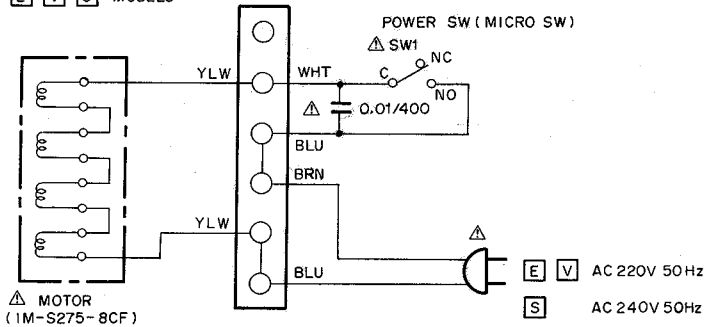 MODELS
POWER SW (MICRO SW)
⚠ SW1
NC
C
NO
YLW
WHT
⚠ 0.01/400
BLU
BRN
YLW
BLU
⚠
E V AC 220V 50Hz
S AC 240V 50Hz
⚠ MOTOR
(1M-S275-8CF)